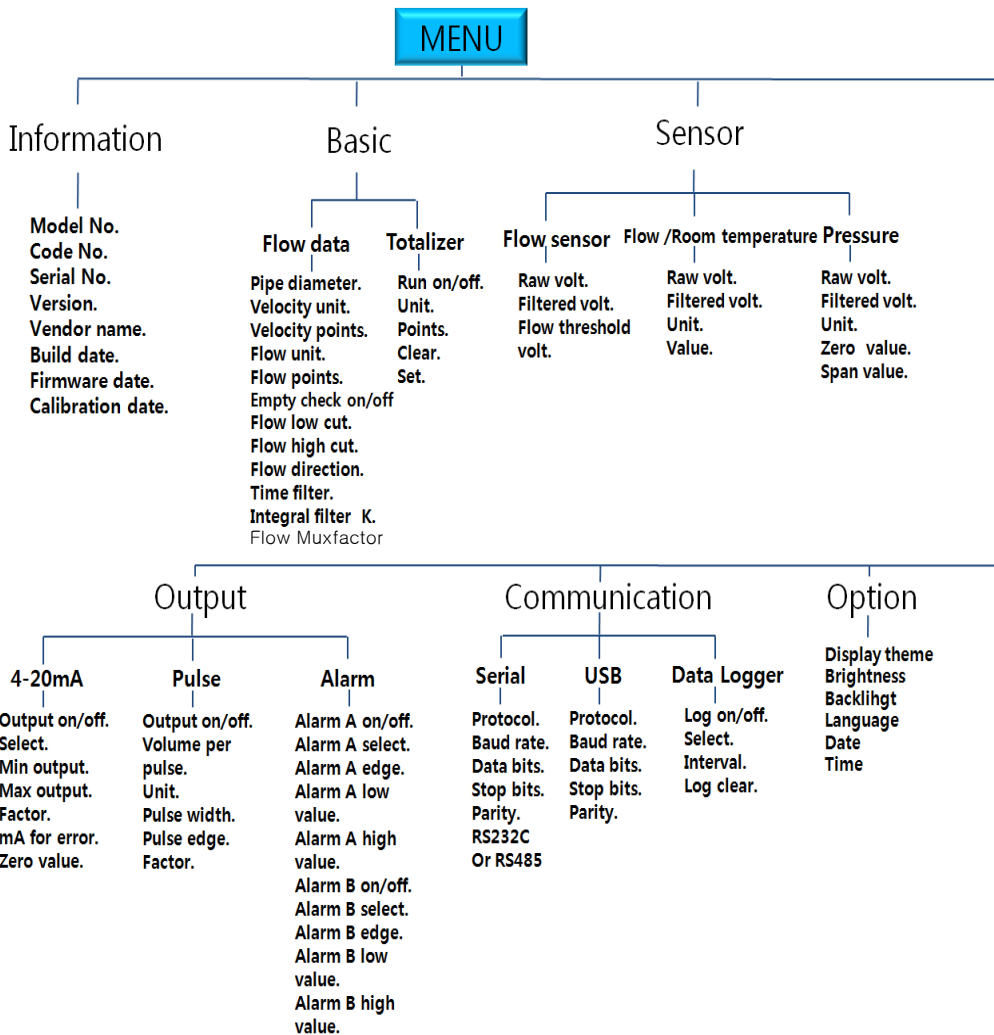 MENU
Information
Basic
Sensor
Model No.
Code No.
Serial No.
Version.
Vendor name.
Build date.
Firmware date.
Calibration date.
Flow data
Pipe diameter.
Velocity unit.
Velocity points.
Flow unit.
Flow points.
Empty check on/off
Flow low cut.
Flow high cut.
Flow direction.
Time filter.
Integral filter K.
Flow Muxfactor
Totalizer
Run on/off.
Unit.
Points.
Clear.
Set.
Flow sensor
Raw volt.
Filtered volt.
Flow threshold
volt.
Flow /Room temperature
Raw volt.
Filtered volt.
Unit.
Value.
Pressure
Raw volt.
Filtered volt.
Unit.
Zero value.
Span value.
Output
Communication
Option
4-20mA
Output on/off.
Select.
Min output.
Max output.
Factor.
mA for error.
Zero value.
Pulse
Output on/off.
Volume per
pulse.
Unit.
Pulse width.
Pulse edge.
Factor.
Alarm
Alarm A on/off.
Alarm A select.
Alarm A edge.
Alarm A low
value.
Alarm A high
value.
Alarm B on/off.
Alarm B select.
Alarm B edge.
Alarm B low
value.
Alarm B high
value.
Serial
Protocol.
Baud rate.
Data bits.
Stop bits.
Parity.
RS232C
Or RS485
USB
Protocol.
Baud rate.
Data bits.
Stop bits.
Parity.
Data Logger
Log on/off.
Select.
Interval.
Log clear.
Display theme
Brightness
Backlihgt
Language
Date
Time